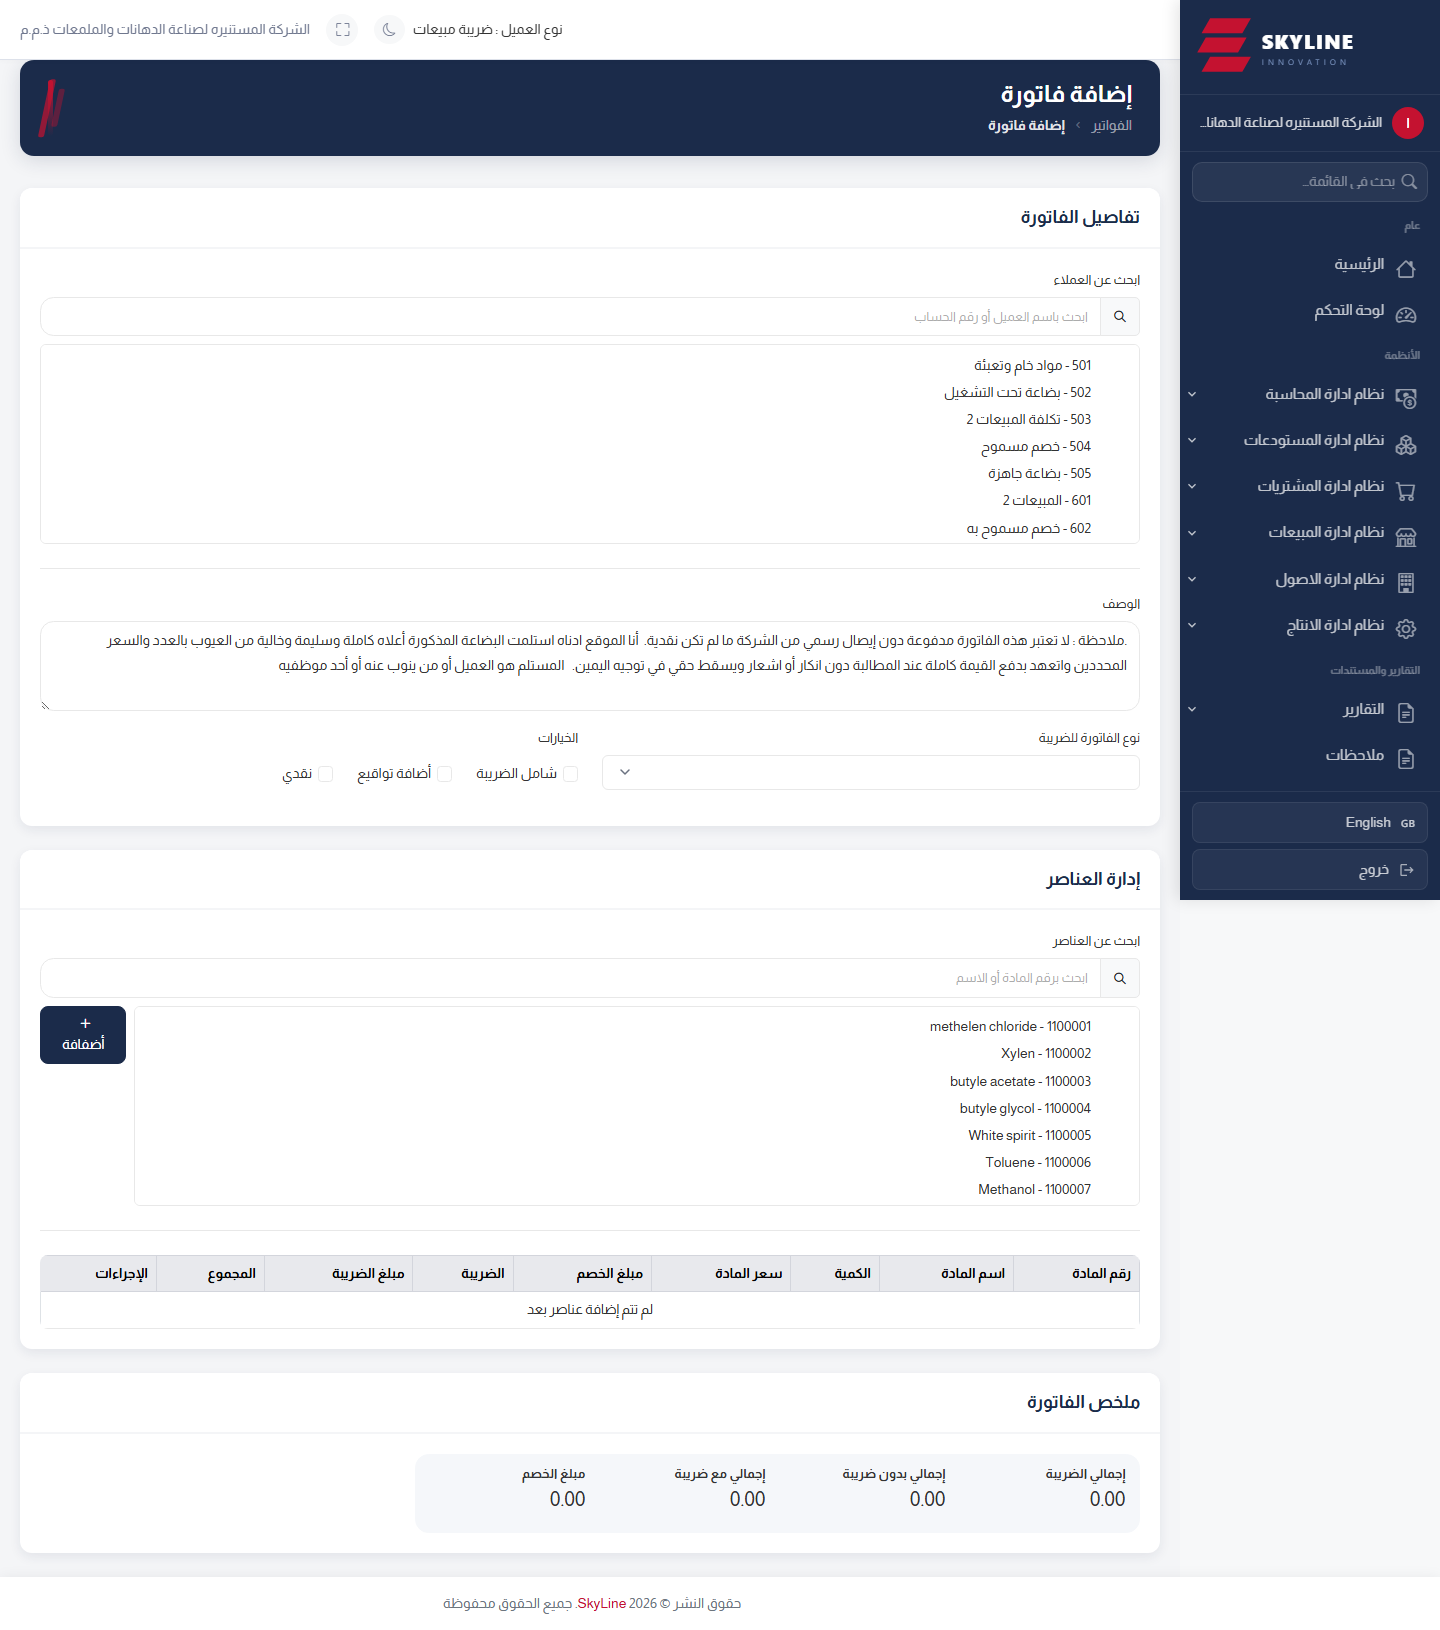 نوع العميل : ضريبة مبيعات
الشركة المستنيره لصناعة الدهانات والملمعات ذ.م.م
SKYLINE
INNOVATION
ا
الشركة المستنيره لصناعة الدهانا...
بحث في القائمة...
عام
الرئيسية
لوحة التحكم
الأنظمة
نظام ادارة المحاسبة
نظام ادارة المستودعات
نظام ادارة المشتريات
نظام ادارة المبيعات
نظام ادارة الاصول
نظام ادارة الانتاج
التقارير والمستندات
التقارير
ملاحظات
GB English
خروج
إضافة فاتورة
الفواتير › إضافة فاتورة
تفاصيل الفاتورة
ابحث عن العملاء
ابحث باسم العميل أو رقم الحساب
501 - مواد خام وتعبئة
502 - بضاعة تحت التشغيل
503 - تكلفة المبيعات 2
504 - خصم مسموح
505 - بضاعة جاهزة
601 - المبيعات 2
602 - خصم مسموح به
الوصف
.ملاحظة : لا تعتبر هذه الفاتورة مدفوعة دون إيصال رسمي من الشركة ما لم تكن نقدية. أنا الموقع ادناه استلمت البضاعة المذكورة أعلاه كاملة وسليمة وخالية من العيوب بالعدد والسعر
المحددين واتعهد بدفع القيمة كاملة عند المطالبة دون انكار أو اشعار ويسقط حقي في توجيه اليمين. المستلم هو العميل أو من ينوب عنه أو أحد موظفيه
نوع الفاتورة للضريبة
الخيارات
شامل الضريبة
أضافة تواقيع
نقدي
إدارة العناصر
ابحث عن العناصر
ابحث برقم المادة أو الاسم
+ أضفافة
methelen chloride - 1100001
Xylen - 1100002
butyle acetate - 1100003
butyle glycol - 1100004
White spirit - 1100005
Toluene - 1100006
Methanol - 1100007
رقم المادة اسم المادة الكمية سعر المادة مبلغ الخصم الضريبة مبلغ الضريبة المجموع الإجراءات
لم تتم إضافة عناصر بعد
ملخص الفاتورة
إجمالي الضريبة إجمالي بدون ضريبة إجمالي مع ضريبة مبلغ الخصم
0.00 0.00 0.00 0.00
حقوق النشر © 2026 SkyLine. جميع الحقوق محفوظة